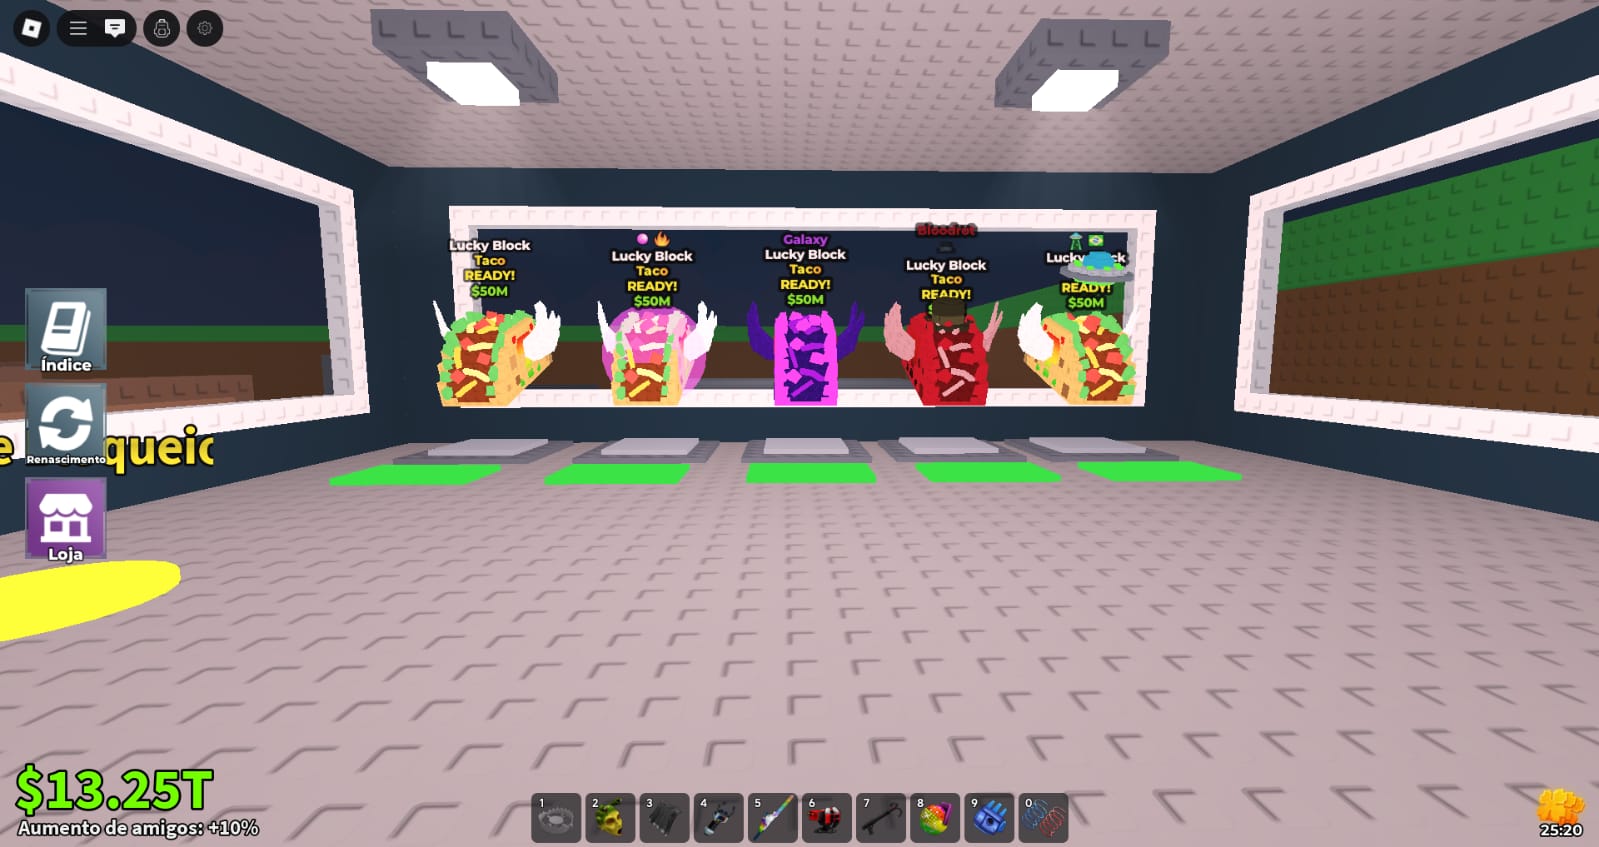 Lucky Block
Taco
READY!
$50M
Lucky Block
Taco
READY!
$50M
Galaxy
Lucky Block
Taco
READY!
$50M
Bloodrot
Lucky Block
Taco
READY!
Lucky
READY!
$50M
Índice
Renascimento
Loja
$13.25T
Aumento de amigos: +10%
1
2
3
4
5
6
7
8
9
0
25:20